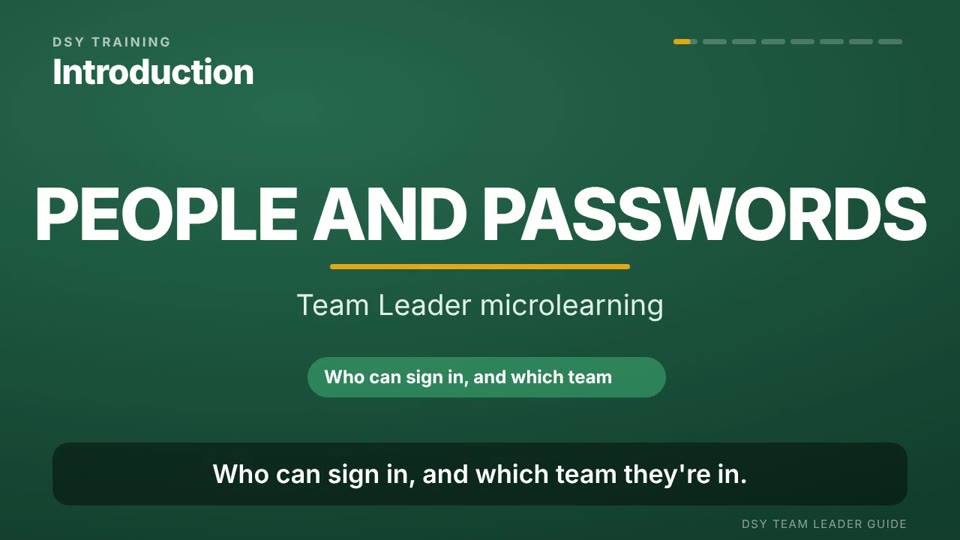 DSY TRAINING
Introduction
PEOPLE AND PASSWORDS
Team Leader microlearning
Who can sign in, and which team
Who can sign in, and which team they're in.
DSY TEAM LEADER GUIDE